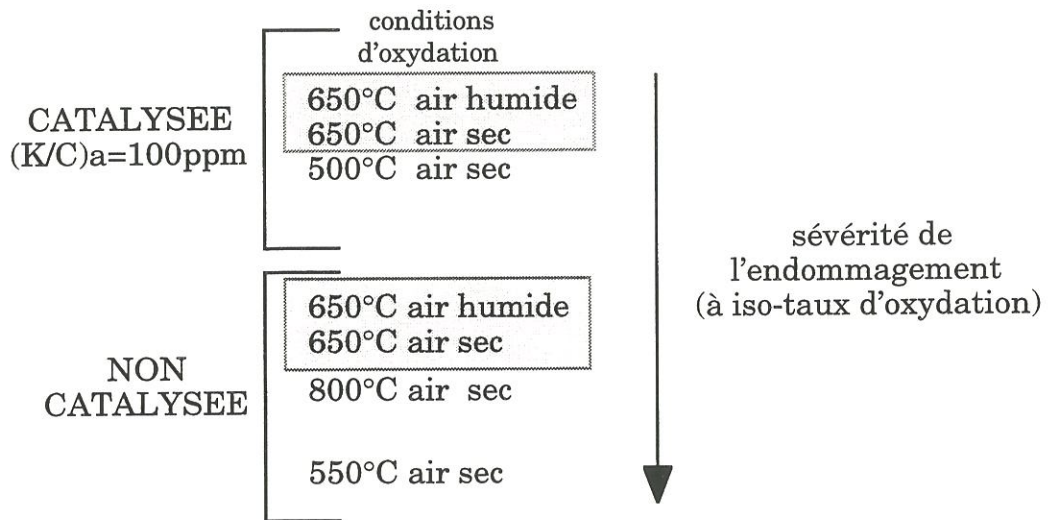 conditions
d'oxydation
CATALYSEE
(K/C)a=100ppm
650°C air humide
650°C air sec
500°C air sec
NON
CATALYSEE
650°C air humide
650°C air sec
800°C air sec
550°C air sec
sévérité de
l'endommagement
(à iso-taux d'oxydation)